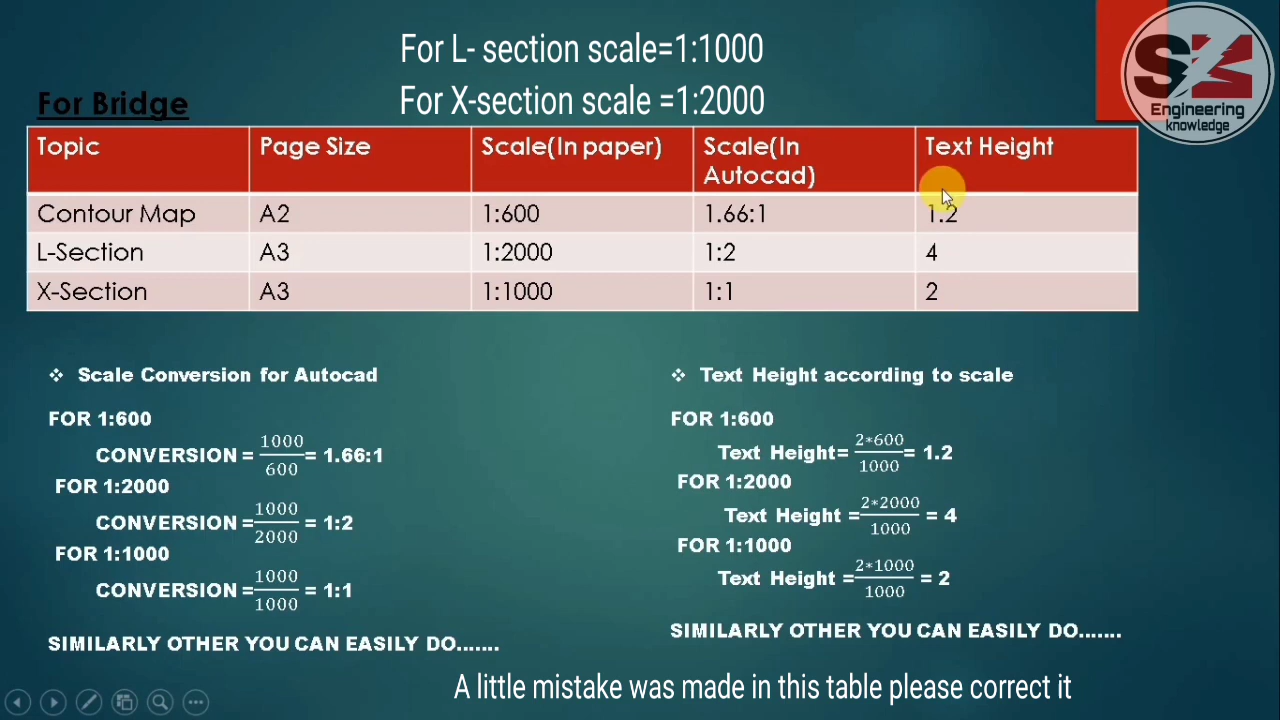 For L- section scale=1:1000
For X-section scale =1:2000
SZ
Engineering
knowledge
For Bridge
Topic Page Size Scale(In paper) Scale(In Autocad) Text Height
Contour Map A2 1:600 1.66:1 1.2
L-Section A3 1:2000 1:2 4
X-Section A3 1:1000 1:1 2
❖ Scale Conversion for Autocad
FOR 1:600
CONVERSION = 1000/600 = 1.66:1
FOR 1:2000
CONVERSION = 1000/2000 = 1:2
FOR 1:1000
CONVERSION = 1000/1000 = 1:1
SIMILARLY OTHER YOU CAN EASILY DO.......
❖ Text Height according to scale
FOR 1:600
Text Height= 2*600/1000 = 1.2
FOR 1:2000
Text Height = 2*2000/1000 = 4
FOR 1:1000
Text Height = 2*1000/1000 = 2
SIMILARLY OTHER YOU CAN EASILY DO.......
A little mistake was made in this table please correct it